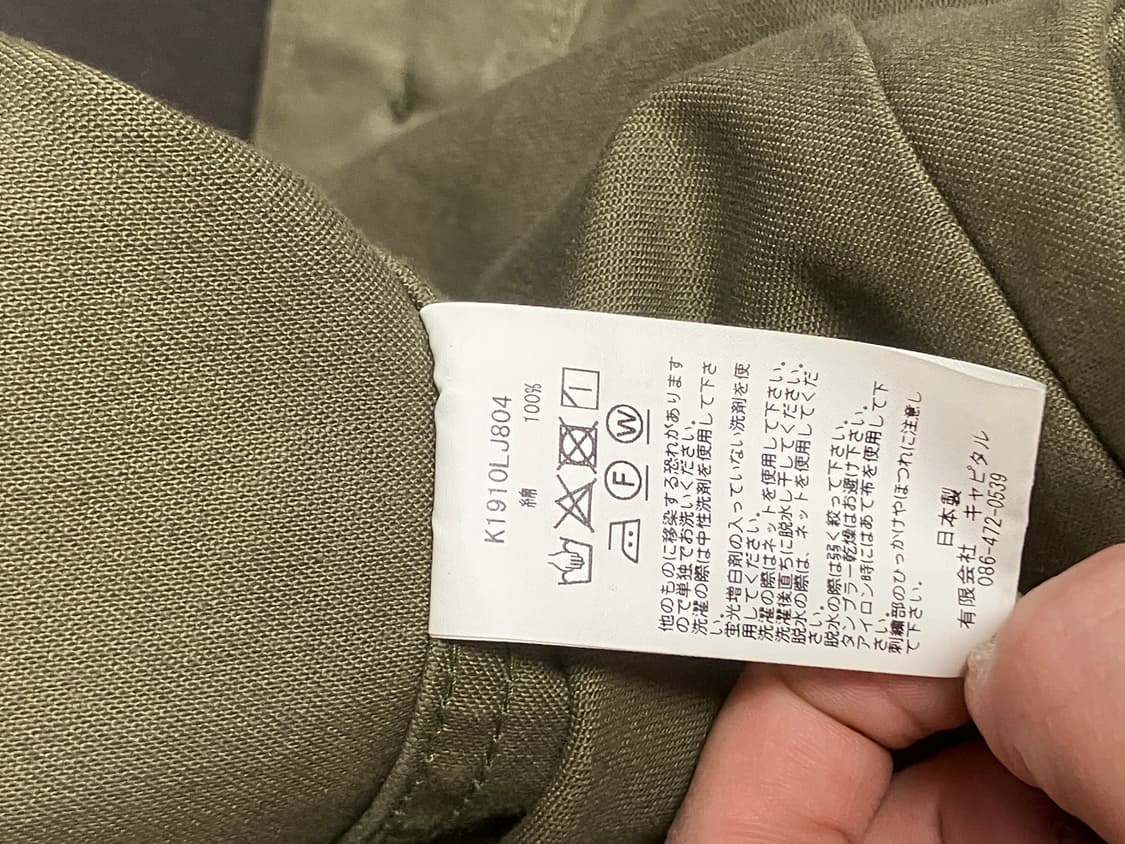 K1910LJ804
綿 100%
F W
他のものに移染する恐れがあります
ので単独でお洗いください。
洗濯の際は中性洗剤を使用して下さ
い。
蛍光増白剤の入っていない洗剤を使
用してください。
洗濯の際はネットを使用して下さい。
洗濯後直ちに脱水し干してください。
脱水の際は、ネットを使用してくだ
さい。
脱水の際は弱く絞って下さい。
タンブラー乾燥はお避け下さい。
アイロン時にはあて布を使用して下
さい。
刺繍部のひっかけやほつれに注意し
て下さい。
日本製
有限会社 キャピタル
086-472-0539